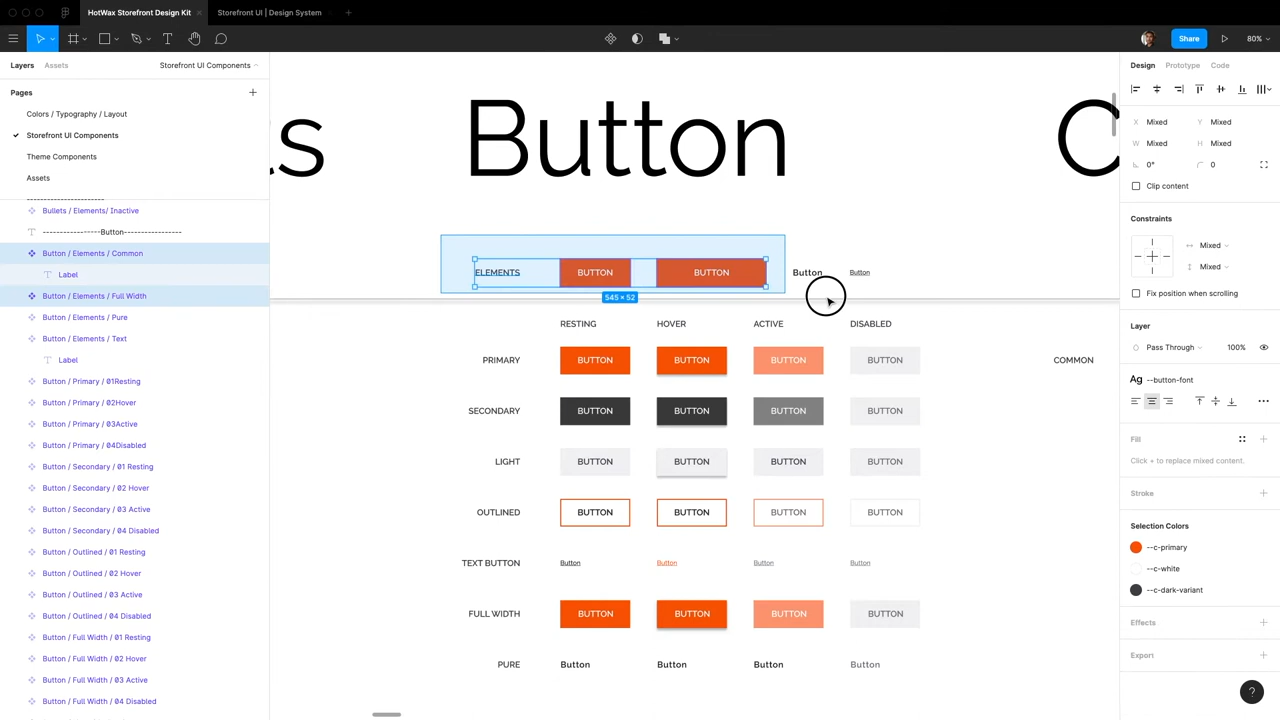 HotWax Storefront Design Kit
Storefront UI | Design System
Share
80%
Layers
Assets
Storefront UI Components
Pages
Colors / Typography / Layout
Storefront UI Components
Theme Components
Assets
-----------------------
Bullets / Elements/ Inactive
-----------------Button----------------
Button / Elements / Common
Label
Button / Elements / Full Width
Button / Elements / Pure
Button / Elements / Text
Label
Button / Primary / 01Resting
Button / Primary / 02Hover
Button / Primary / 03Active
Button / Primary / 04Disabled
Button / Secondary / 01 Resting
Button / Secondary / 02 Hover
Button / Secondary / 03 Active
Button / Secondary / 04 Disabled
Button / Outlined / 01 Resting
Button / Outlined / 02 Hover
Button / Outlined / 03 Active
Button / Outlined / 04 Disabled
Button / Full Width / 01 Resting
Button / Full Width / 02 Hover
Button / Full Width / 03 Active
Button / Full Width / 04 Disabled
ts
Button
C
ELEMENTS BUTTON BUTTON Button Button
545 × 52
RESTING HOVER ACTIVE DISABLED
PRIMARY BUTTON BUTTON BUTTON BUTTON
COMMON
SECONDARY BUTTON BUTTON BUTTON BUTTON
LIGHT BUTTON BUTTON BUTTON BUTTON
OUTLINED BUTTON BUTTON BUTTON BUTTON
TEXT BUTTON Button Button Button Button
FULL WIDTH BUTTON BUTTON BUTTON BUTTON
PURE Button Button Button Button
Design
Prototype
Code
X Mixed Y Mixed
W Mixed H Mixed
0° 0
Clip content
Constraints
Mixed
Mixed
Fix position when scrolling
Layer
Pass Through 100%
Ag --button-font
Fill
Click + to replace mixed content.
Stroke
Selection Colors
--c-primary
--c-white
--c-dark-variant
Effects
Export
?